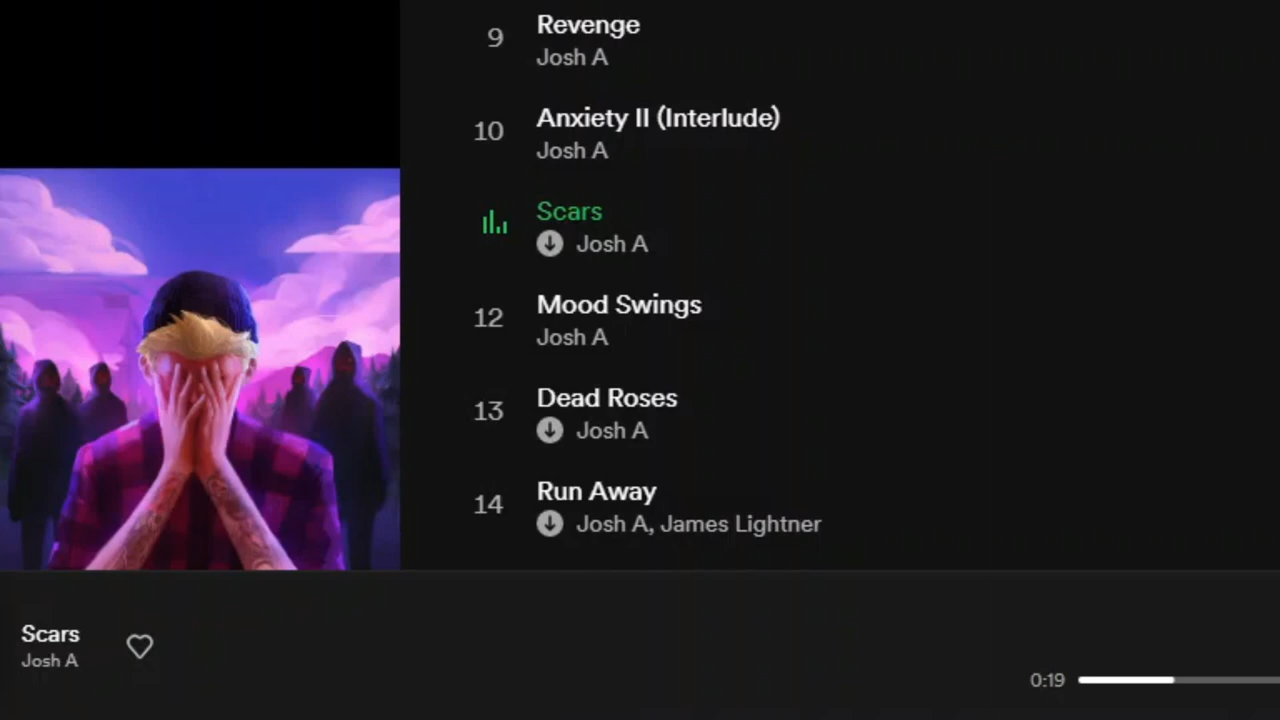 9 Revenge
Josh A
10 Anxiety II (Interlude)
Josh A
Scars
Josh A
12 Mood Swings
Josh A
13 Dead Roses
Josh A
14 Run Away
Josh A, James Lightner
Scars
Josh A
0:19